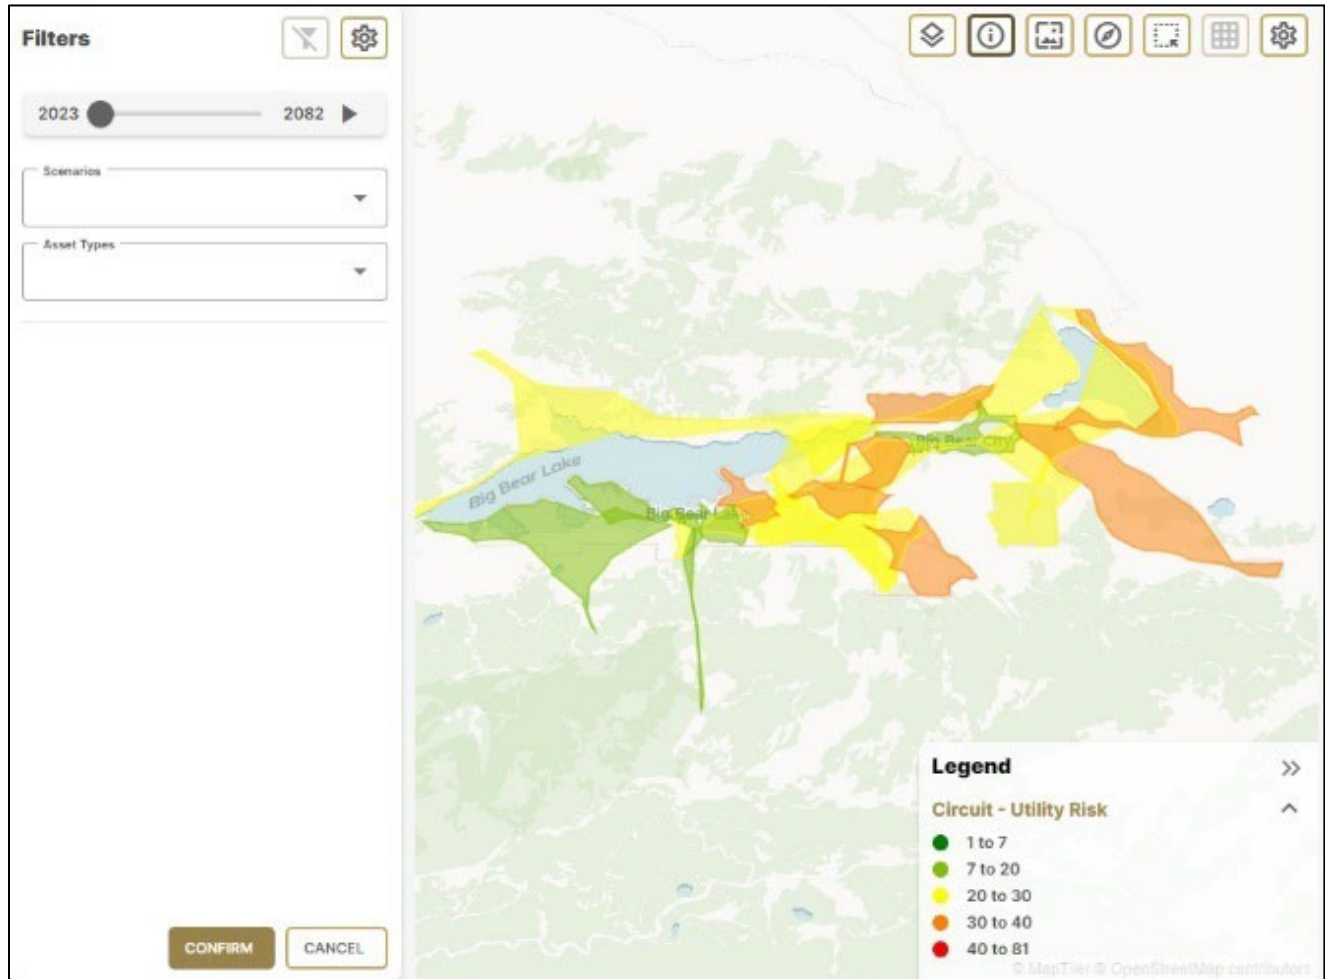 Filters
2023
2082
Scenarios
Asset Types
Big Bear Lake
Big Bear Lake
Big Bear City
Legend
Circuit - Utility Risk
1 to 7
7 to 20
20 to 30
30 to 40
40 to 81
CONFIRM
CANCEL
© MapTiler © OpenStreetMap contributors